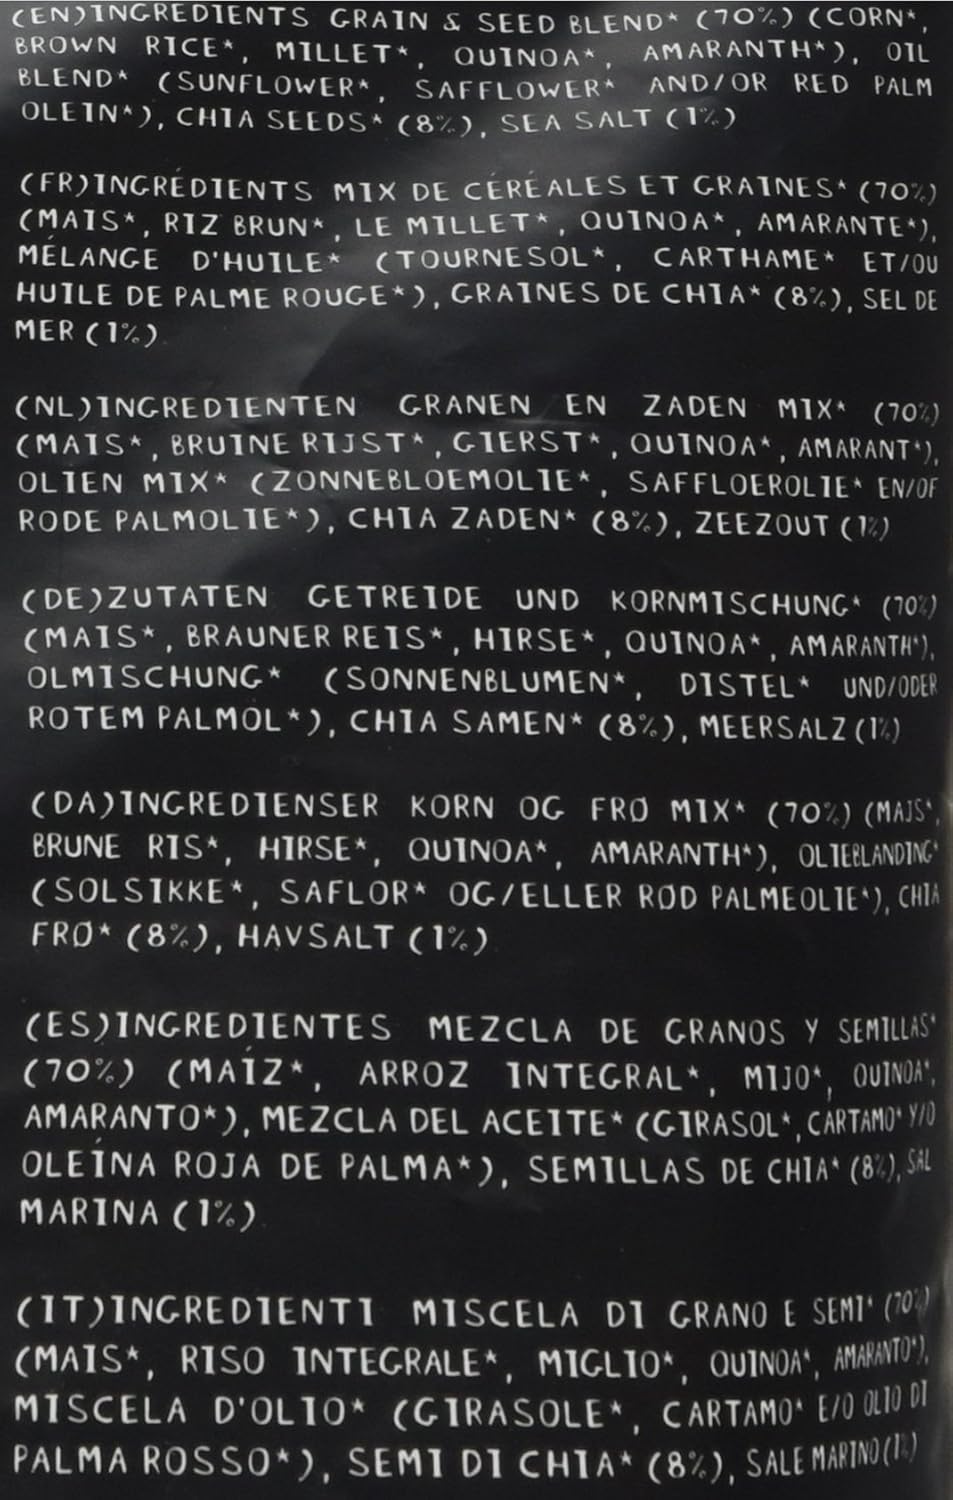 (EN)INGREDIENTS GRAIN & SEED BLEND* (70%) (CORN*,
BROWN RICE*, MILLET*, QUINOA*, AMARANTH*), OIL
BLEND* (SUNFLOWER*, SAFFLOWER* AND/OR RED PALM
OLEIN*), CHIA SEEDS* (8%), SEA SALT (1%)
(FR)INGRÉDIENTS MIX DE CÉRÉALES ET GRAINES* (70%)
(MAIS*, RIZ BRUN*, LE MILLET*, QUINOA*, AMARANTE*),
MÉLANGE D'HUILE* (TOURNESOL*, CARTHAME* ET/OU
HUILE DE PALME ROUGE*), GRAINES DE CHIA* (8%), SEL DE
MER (1%)
(NL)INGREDIENTEN GRANEN EN ZADEN MIX* (70%)
(MAIS*, BRUINE RIJST*, GIERST*, QUINOA*, AMARANT*),
OLIEN MIX* (ZONNEBLOEMOLIE*, SAFFLOEROLIE* EN/OF
RODE PALMOLIE*), CHIA ZADEN* (8%), ZEEZOUT (1%)
(DE)ZUTATEN GETREIDE UND KORNMISCHUNG* (70%)
(MAIS*, BRAUNER REIS*, HIRSE*, QUINOA*, AMARANTH*),
OLMISCHUNG* (SONNENBLUMEN*, DISTEL* UND/ODER
ROTEM PALMOL*), CHIA SAMEN* (8%), MEERSALZ (1%)
(DA)INGREDIENSER KORN OG FRØ MIX* (70%) (MAJS*,
BRUNE RIS*, HIRSE*, QUINOA*, AMARANTH*), OLIEBLANDING*
(SOLSIKKE*, SAFLOR* OG/ELLER RØD PALMEOLIE*), CHIA
FRØ* (8%), HAVSALT (1%)
(ES)INGREDIENTES MEZCLA DE GRANOS Y SEMILLAS*
(70%) (MAÍZ*, ARROZ INTEGRAL*, MIJO*, QUINOA*,
AMARANTO*), MEZCLA DEL ACEITE* (GIRASOL*, CARTAMO* Y/O
OLEÍNA ROJA DE PALMA*), SEMILLAS DE CHIA* (8%), SAL
MARINA (1%)
(IT)INGREDIENTI MISCELA DI GRANO E SEMI* (70%)
(MAIS*, RISO INTEGRALE*, MIGLIO*, QUINOA*, AMARANTO*),
MISCELA D'OLIO* (GIRASOLE*, CARTAMO* E/O OLIO DI
PALMA ROSSO*), SEMI DI CHIA* (8%), SALE MARINO (1%)